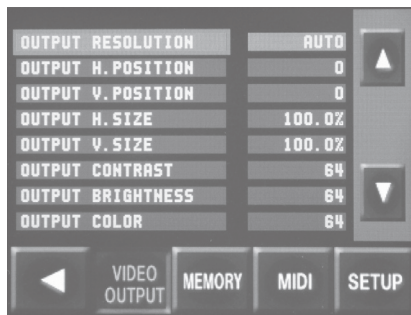 OUTPUT RESOLUTION AUTO
OUTPUT H.POSITION 0
OUTPUT V.POSITION 0
OUTPUT H.SIZE 100.0%
OUTPUT V.SIZE 100.0%
OUTPUT CONTRAST 64
OUTPUT BRIGHTNESS 64
OUTPUT COLOR 64
VIDEO
OUTPUT MEMORY MIDI SETUP